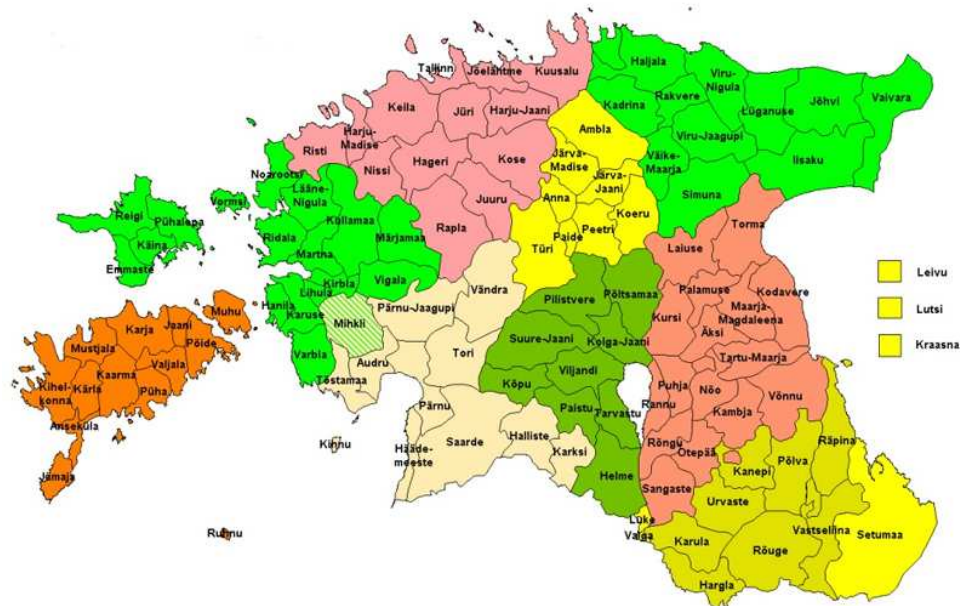 Tallinn
Jõelähtme
Kuusalu
Keila
Jüri
Harju-Jaani
Harju-
Madise
Risti
Nissi
Hageri
Kose
Juuru
Rapla
Haljala
Kadrina
Rakvere
Viru-
Nigula
Lüganuse
Jõhvi
Vaivara
Viru-Jaagupi
Väike-
Maarja
Iisaku
Simuna
Ambla
Järva-
Madise
Järva-
Jaani
Anna
Koeru
Peetri
Paide
Türi
Noarootsi
Vormsi
Lääne-
Nigula
Kullamaa
Ridala
Martna
Märjamaa
Kirbla
Vigala
Lihula
Hanila
Karuse
Varbla
Mihkli
Reigi
Pühalepa
Käina
Emmaste
Muhu
Jaani
Karja
Pöide
Mustjala
Valjala
Kaarma
Kihel-
konna
Kärla
Püha
Anseküla
Jämaja
Ruhnu
Kihnu
Pärnu-Jaagupi
Vändra
Audru
Tori
Tõstamaa
Pärnu
Häädemeeste
Saarde
Halliste
Karksi
Pilistvere
Põltsamaa
Suure-Jaani
Kolga-Jaani
Viljandi
Kõpu
Paistu
Tarvastu
Helme
Torma
Laiuse
Palamuse
Kodavere
Kursi
Maarja-
Magdaleena
Äksi
Tartu-Maarja
Puhja
Nõo
Võnnu
Rannu
Kambja
Rõngu
Otepää
Sangaste
Räpina
Põlva
Kanepi
Urvaste
Luke
Valga
Karula
Rõuge
Vastseliina
Setumaa
Hargla
Leivu
Lutsi
Kraasna